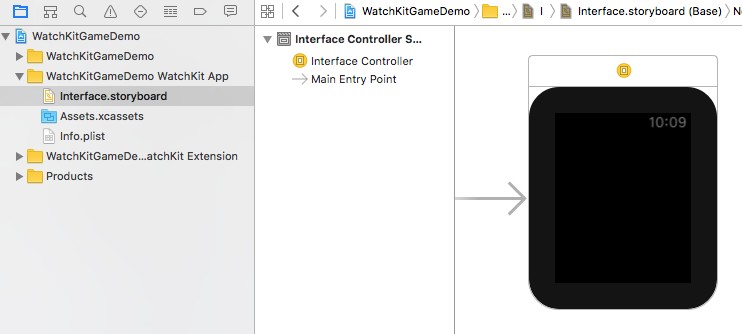 WatchKitGameDemo
WatchKitGameDemo
WatchKitGameDemo WatchKit App
Interface.storyboard
Assets.xcassets
Info.plist
WatchKitGameDe...atchKit Extension
Products
WatchKitGameDemo ... I Interface.storyboard (Base) No
Interface Controller S...
Interface Controller
Main Entry Point
10:09